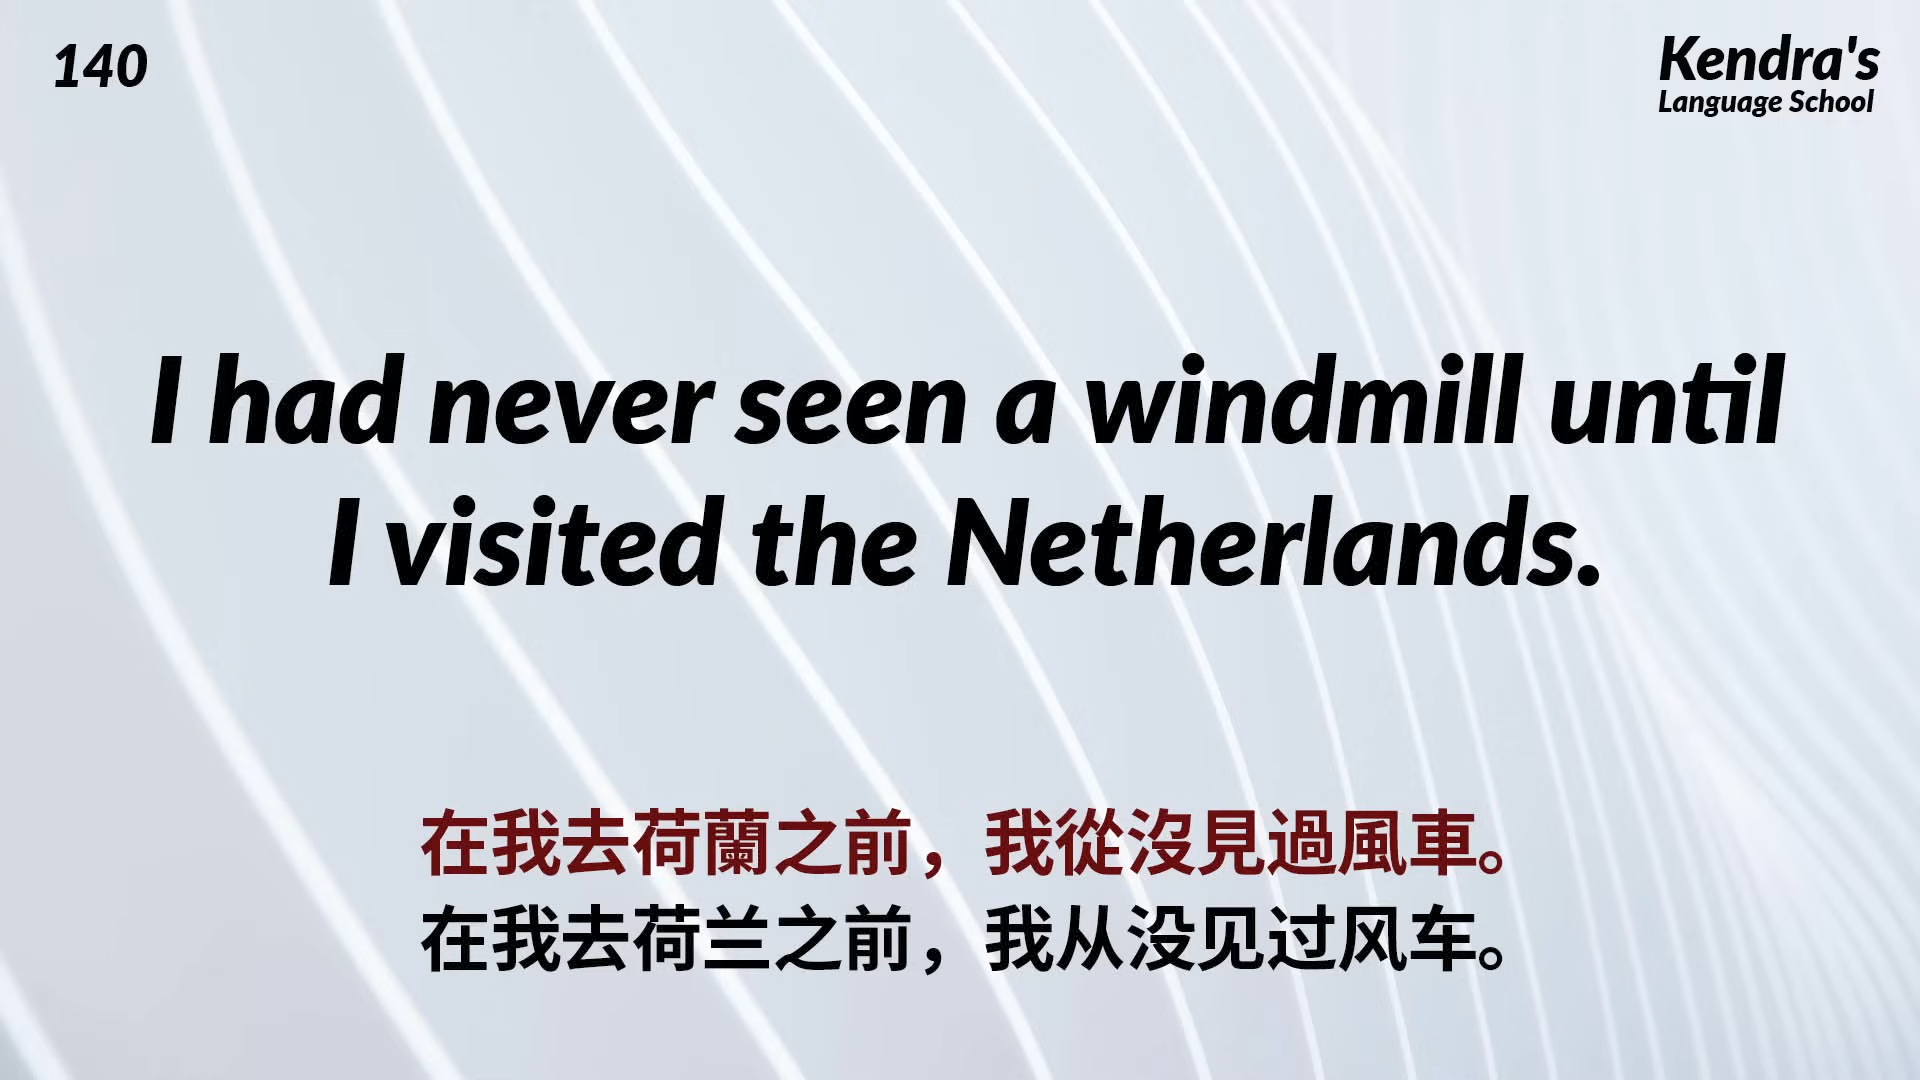 140
Kendra's
Language School
I had never seen a windmill until
I visited the Netherlands.
在我去荷蘭之前，我從沒見過風車。
在我去荷兰之前，我从没见过风车。